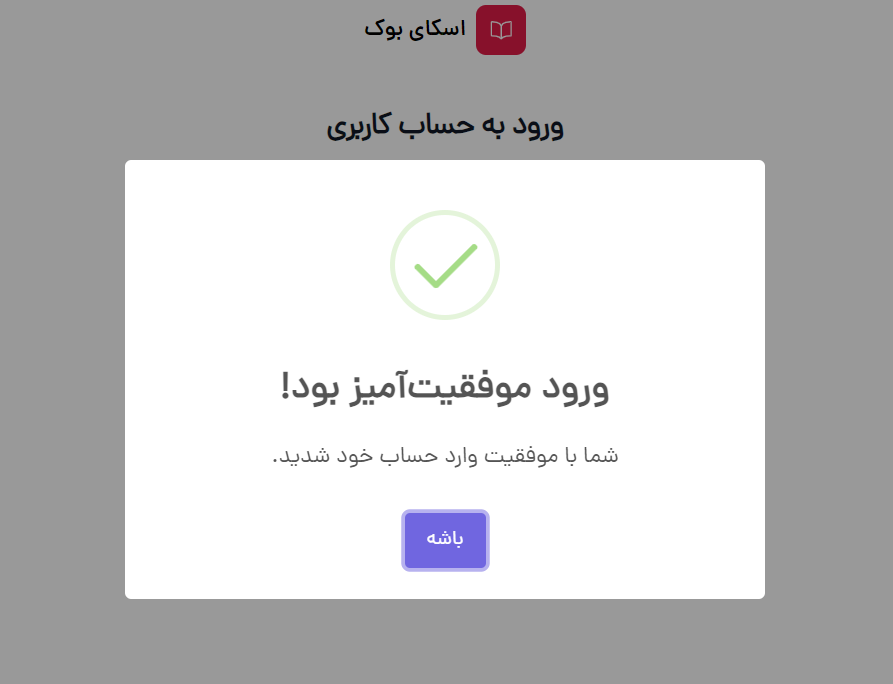 اسکای بوک
ورود به حساب کاربری
ورود موفقیت‌آمیز بود!
شما با موفقیت وارد حساب خود شدید.
باشه